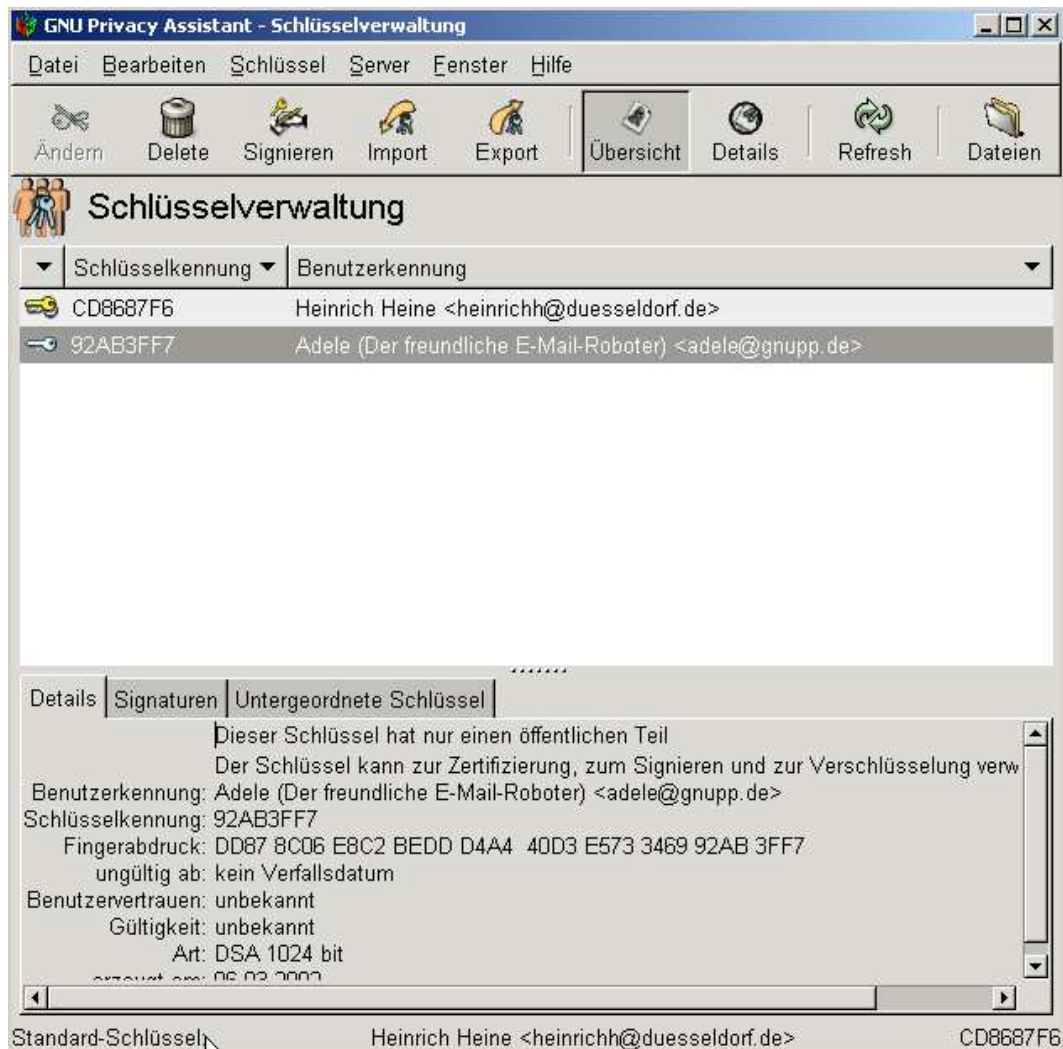 GNU Privacy Assistant - Schlüsselverwaltung
Datei Bearbeiten Schlüssel Server Fenster Hilfe
Ändern Delete Signieren Import Export Übersicht Details Refresh Dateien
Schlüsselverwaltung
Schlüsselkennung Benutzerkennung
CD8687F6 Heinrich Heine <heinrichh@duesseldorf.de>
92AB3FF7 Adele (Der freundliche E-Mail-Roboter) <adele@gnupp.de>
Details Signaturen Untergeordnete Schlüssel
Dieser Schlüssel hat nur einen öffentlichen Teil
Der Schlüssel kann zur Zertifizierung, zum Signieren und zur Verschlüsselung verw
Benutzerkennung: Adele (Der freundliche E-Mail-Roboter) <adele@gnupp.de>
Schlüsselkennung: 92AB3FF7
Fingerabdruck: DD87 8C06 E8C2 BEDD D4A4 40D3 E573 3469 92AB 3FF7
ungültig ab: kein Verfallsdatum
Benutzervertrauen: unbekannt
Gültigkeit: unbekannt
Art: DSA 1024 bit
erzeugt am:
Standard-Schlüssel: Heinrich Heine <heinrichh@duesseldorf.de> CD8687F6